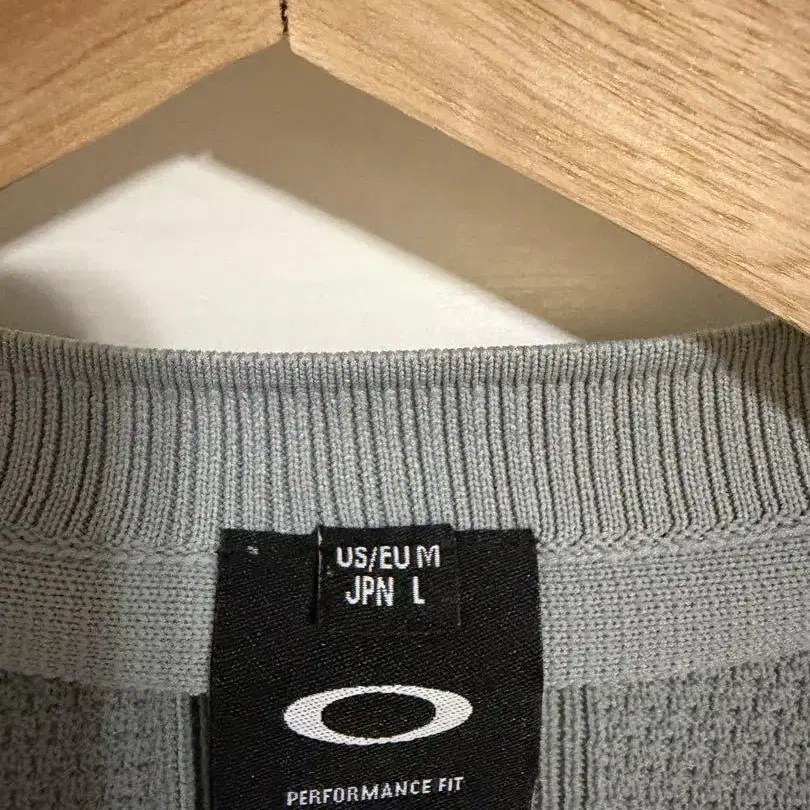 US/EU M
JPN L
PERFORMANCE FIT